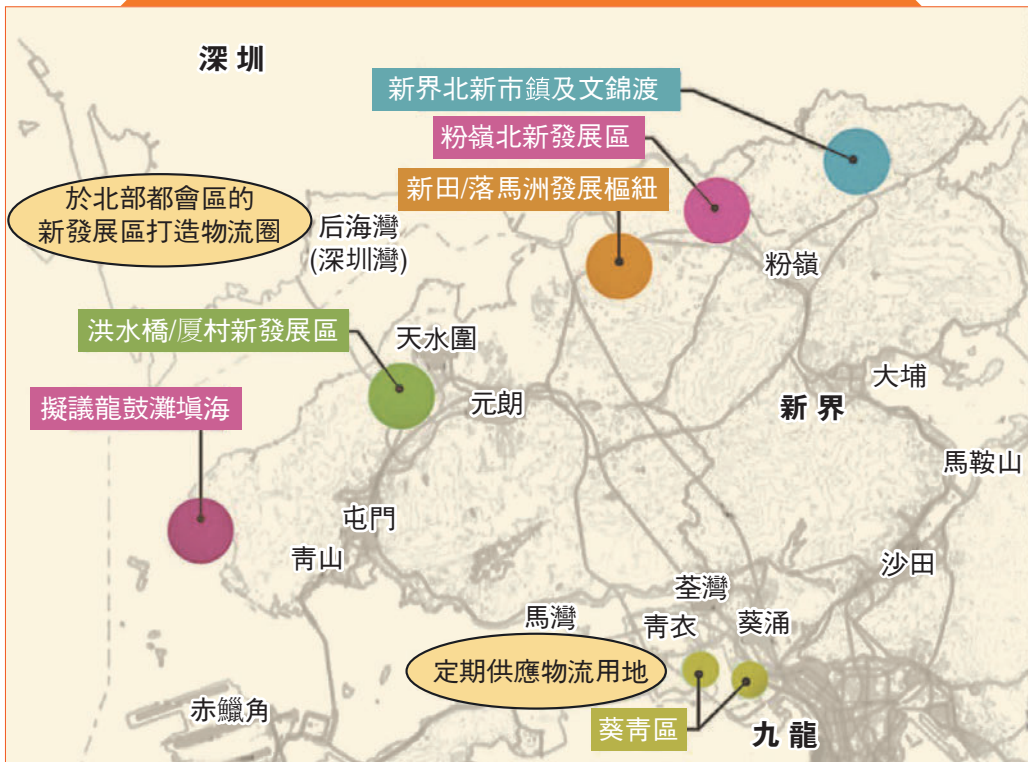 深圳
新界北新市鎮及文錦渡
粉嶺北新發展區
新田/落馬洲發展樞紐
於北部都會區的
新發展區打造物流圈
后海灣
(深圳灣)
粉嶺
洪水橋/厦村新發展區
天水圍
大埔
擬議龍鼓灘填海
元朗
新界
馬鞍山
屯門
青山
沙田
荃灣
馬灣
青衣
葵涌
定期供應物流用地
赤鱲角
葵青區
九龍